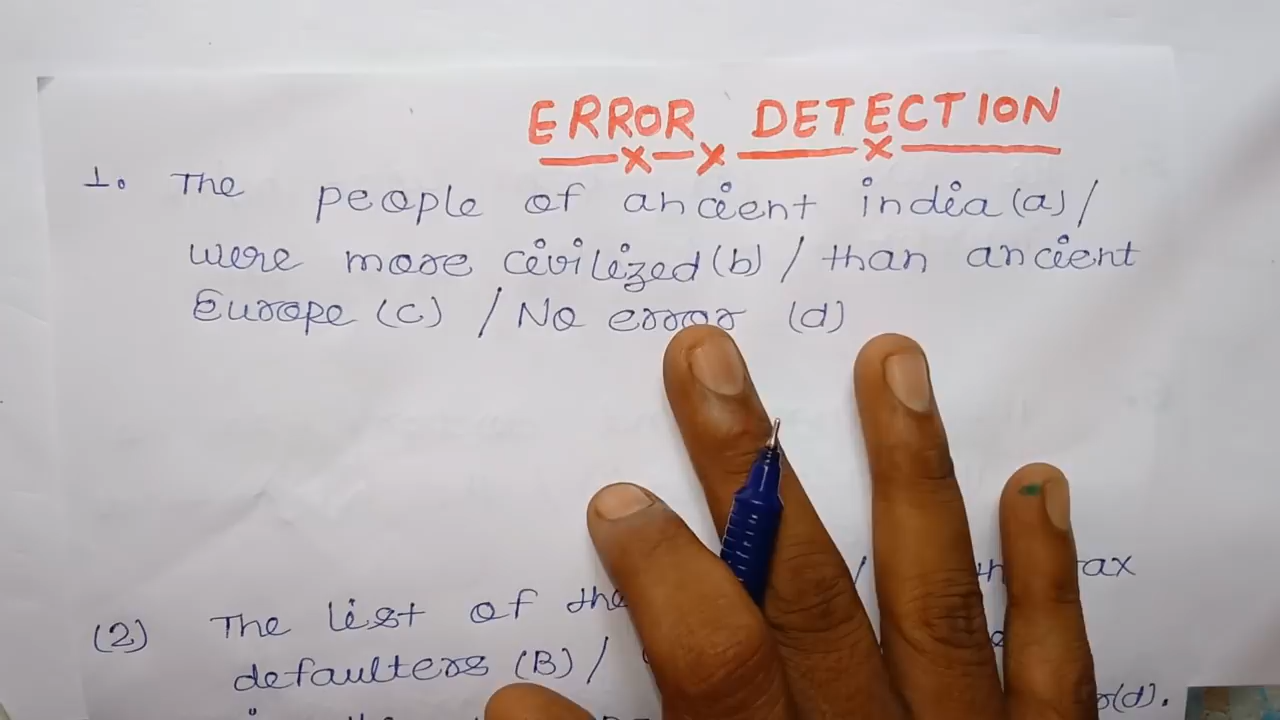 ERROR DETECTION
1. The people of ancient india (a) /
were more civilized (b) / than ancient
Europe (c) / No error (d)
(2) The list of the / tax
defaulters (B) /
(d).